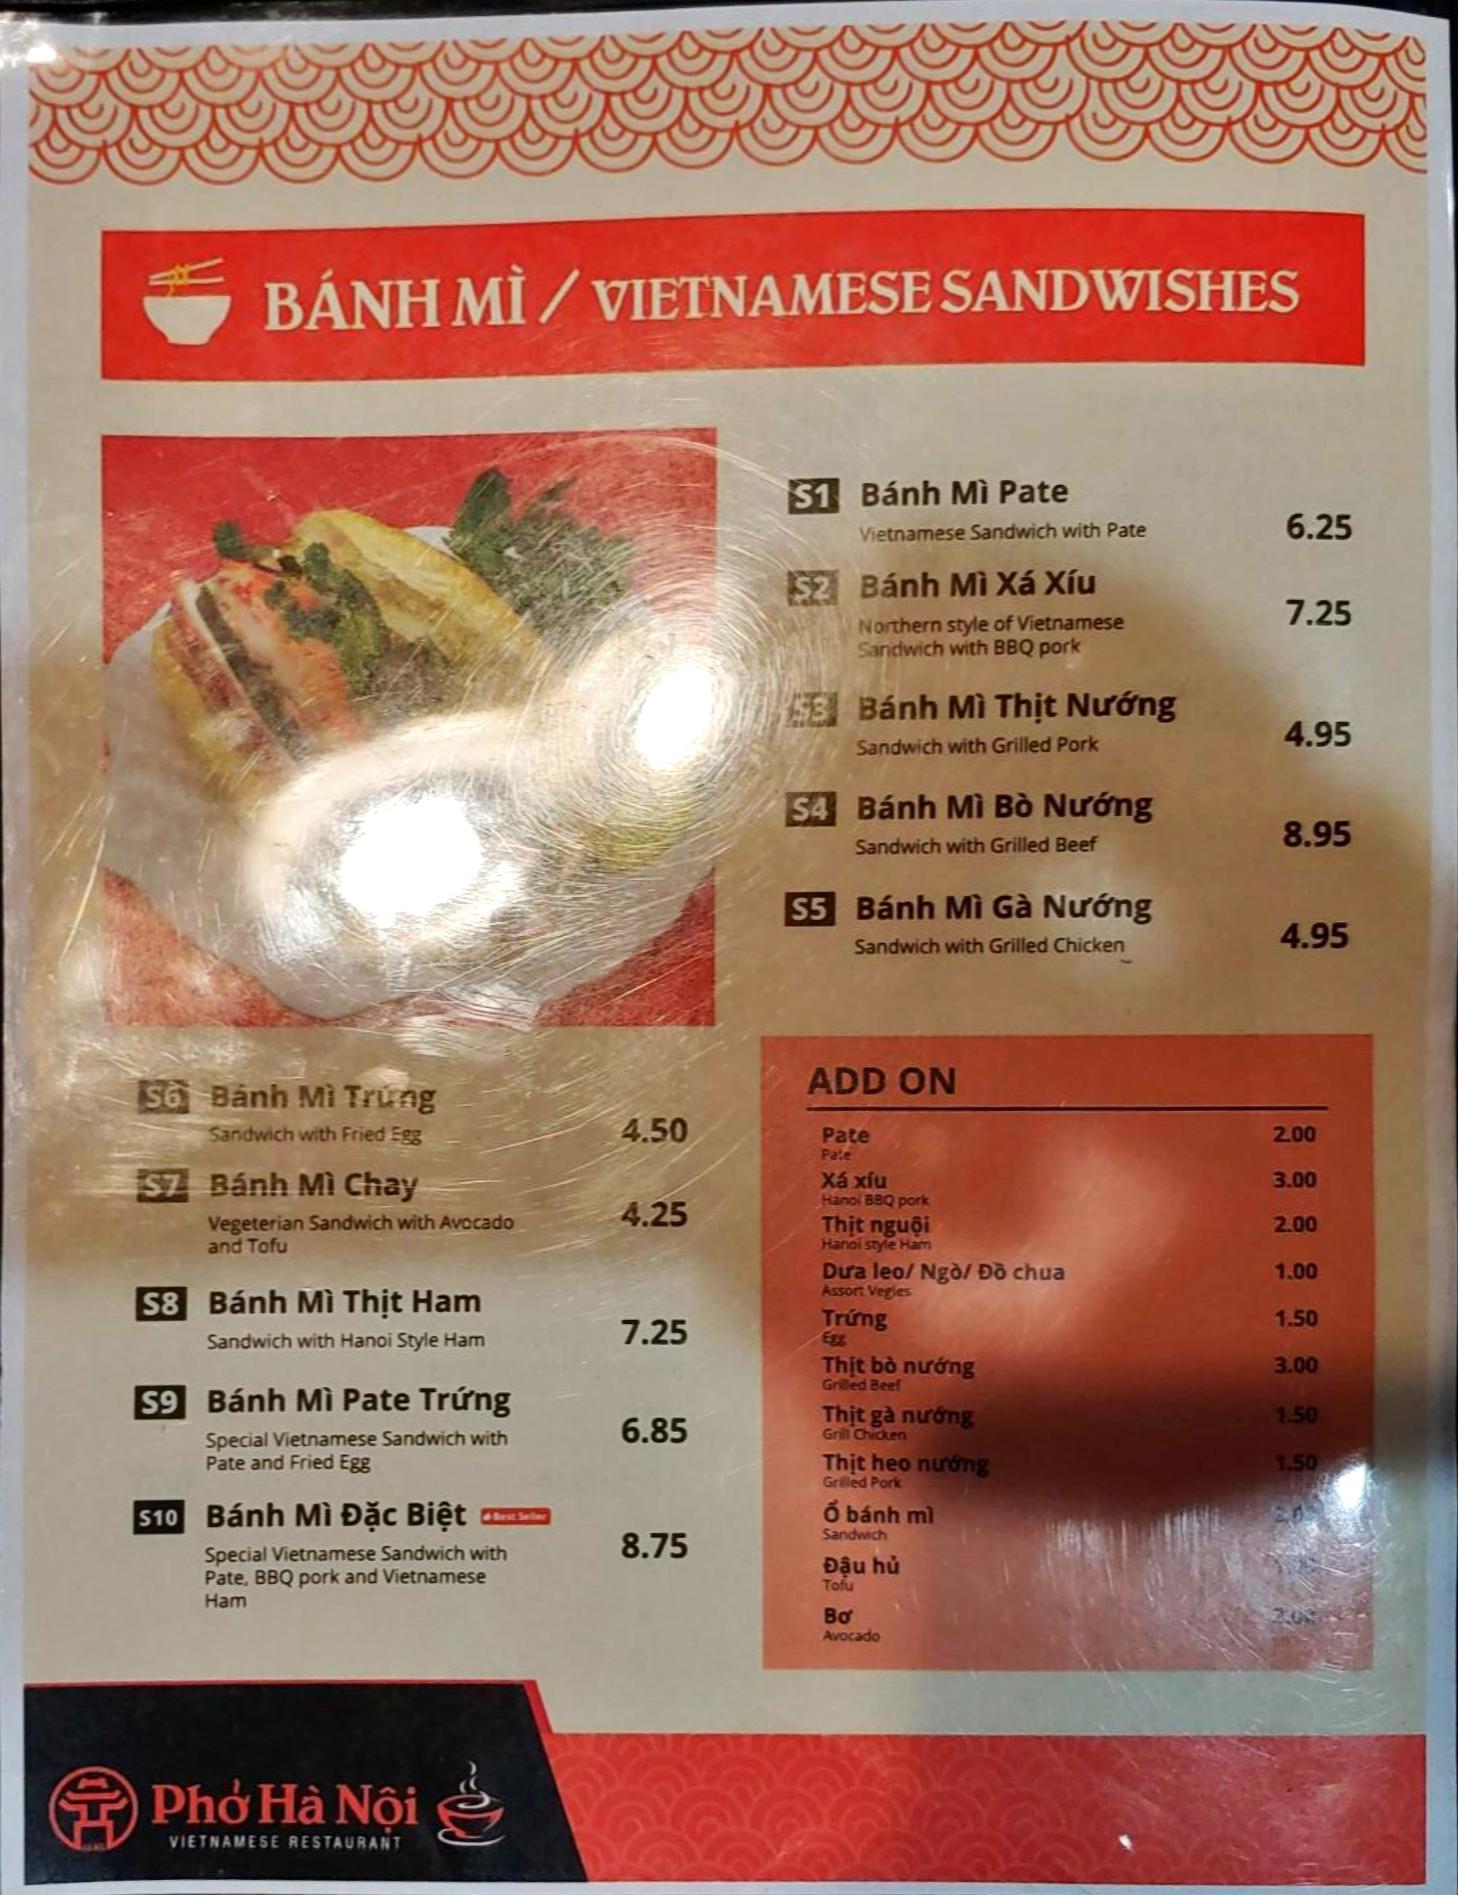 BÁNH MÌ / VIETNAMESE SANDWISHES
S1 Bánh Mì Pate
Vietnamese Sandwich with Pate 6.25
S2 Bánh Mì Xá Xíu
Northern style of Vietnamese 7.25
Sandwich with BBQ pork
S3 Bánh Mì Thịt Nướng
Sandwich with Grilled Pork 4.95
S4 Bánh Mì Bò Nướng
Sandwich with Grilled Beef 8.95
S5 Bánh Mì Gà Nướng
Sandwich with Grilled Chicken 4.95
S6 Bánh Mì Trứng
Sandwich with Fried Egg 4.50
S7 Bánh Mì Chay
Vegeterian Sandwich with Avocado 4.25
and Tofu
S8 Bánh Mì Thịt Ham
Sandwich with Hanoi Style Ham 7.25
S9 Bánh Mì Pate Trứng
Special Vietnamese Sandwich with 6.85
Pate and Fried Egg
S10 Bánh Mì Đặc Biệt Best Seller
Special Vietnamese Sandwich with 8.75
Pate, BBQ pork and Vietnamese
Ham
ADD ON
Pate 2.00
Pate
Xá xíu 3.00
Hanoi BBQ pork
Thịt nguội 2.00
Hanoi style Ham
Dưa leo/ Ngò/ Đồ chua 1.00
Assort Vegies
Trứng 1.50
Egg
Thịt bò nướng 3.00
Grilled Beef
Thịt gà nướng 1.50
Grill Chicken
Thịt heo nướng 1.50
Grilled Pork
Ổ bánh mì
Sandwich
Đậu hủ
Tofu
Bơ 2.00
Avocado
Phở Hà Nội
VIETNAMESE RESTAURANT